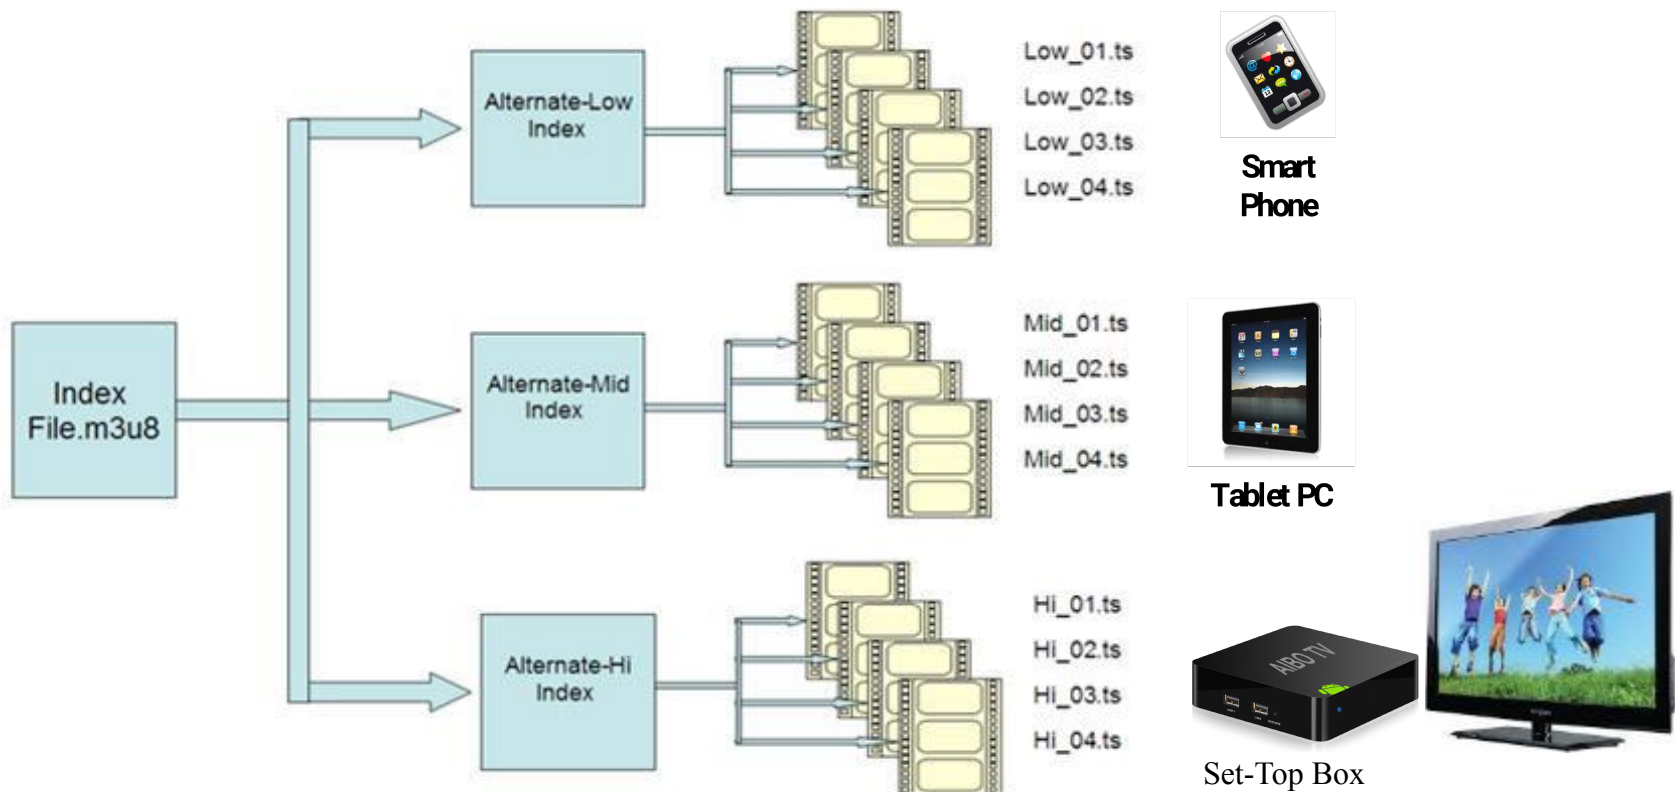 Index
File.m3u8
Alternate-Low
Index
Low_01.ts
Low_02.ts
Low_03.ts
Low_04.ts
Smart
Phone
Alternate-Mid
Index
Mid_01.ts
Mid_02.ts
Mid_03.ts
Mid_04.ts
Tablet PC
Alternate-Hi
Index
Hi_01.ts
Hi_02.ts
Hi_03.ts
Hi_04.ts
AIBO TV
Set-Top Box